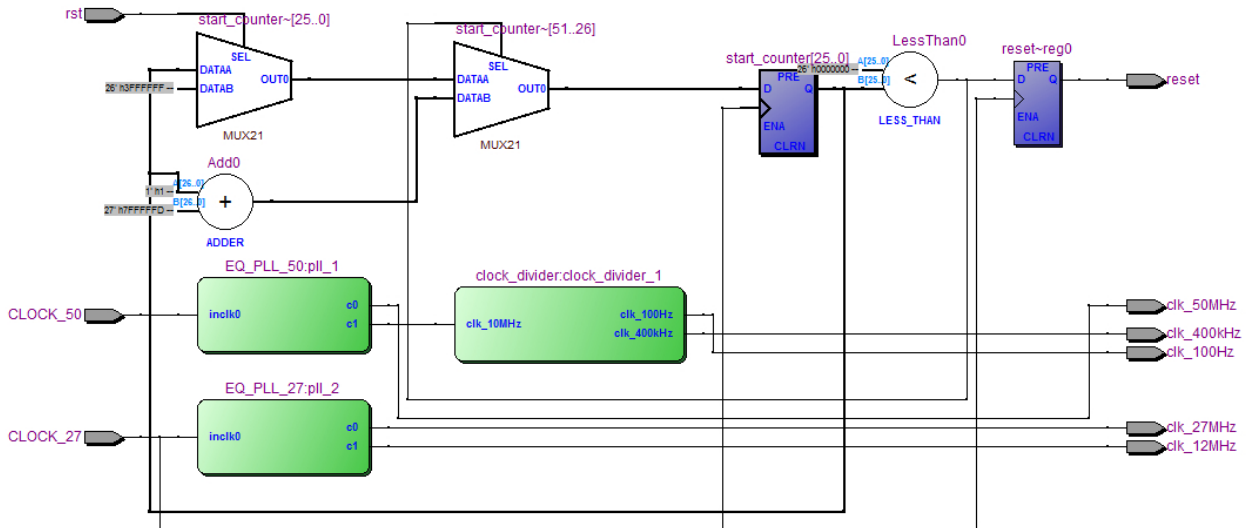 rst
start_counter~[25..0]
SEL
DATAA
OUT0
DATAB
26' h3FFFFFF --
MUX21
start_counter~[51..26]
SEL
DATAA
OUT0
DATAB
MUX21
start_counter[25..0]
PRE
D Q
ENA
CLRN
LessThan0
26' h0000000 --
A[25..0]
B[25..0]
<
LESS_THAN
reset~reg0
PRE
D Q
ENA
CLRN
reset
Add0
A[26..0]
1' h1 --
B[26..0]
27' h7FFFFFD --
+
ADDER
EQ_PLL_50:pll_1
CLOCK_50
inclk0
c0
c1
clock_divider:clock_divider_1
clk_10MHz
clk_100Hz
clk_400kHz
clk_50MHz
clk_400kHz
clk_100Hz
EQ_PLL_27:pll_2
CLOCK_27
inclk0
c0
c1
clk_27MHz
clk_12MHz